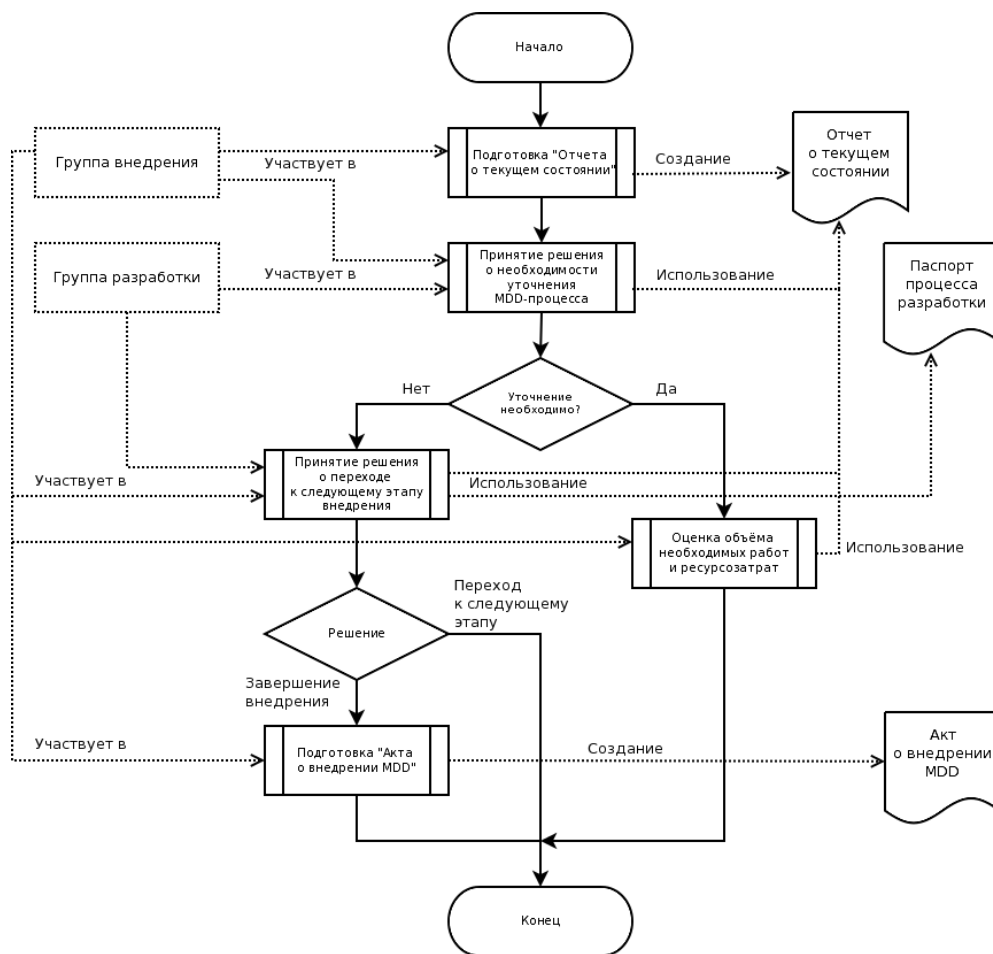 Начало
Группа внедрения
Участвует в
Подготовка "Отчета
о текущем состоянии"
Создание
Отчет
о текущем
состоянии
Группа разработки
Участвует в
Принятие решения
о необходимости
уточнения
MDD-процесса
Использование
Паспорт
процесса
разработки
Нет
Уточнение
необходимо?
Да
Участвует в
Принятие решения
о переходе
к следующему этапу
внедрения
Использование
Оценка объёма
необходимых работ
и ресурсозатрат
Использование
Решение
Переход
к следующему
этапу
Завершение
внедрения
Участвует в
Подготовка "Акта
о внедрении MDD"
Создание
Акт
о внедрении
MDD
Конец